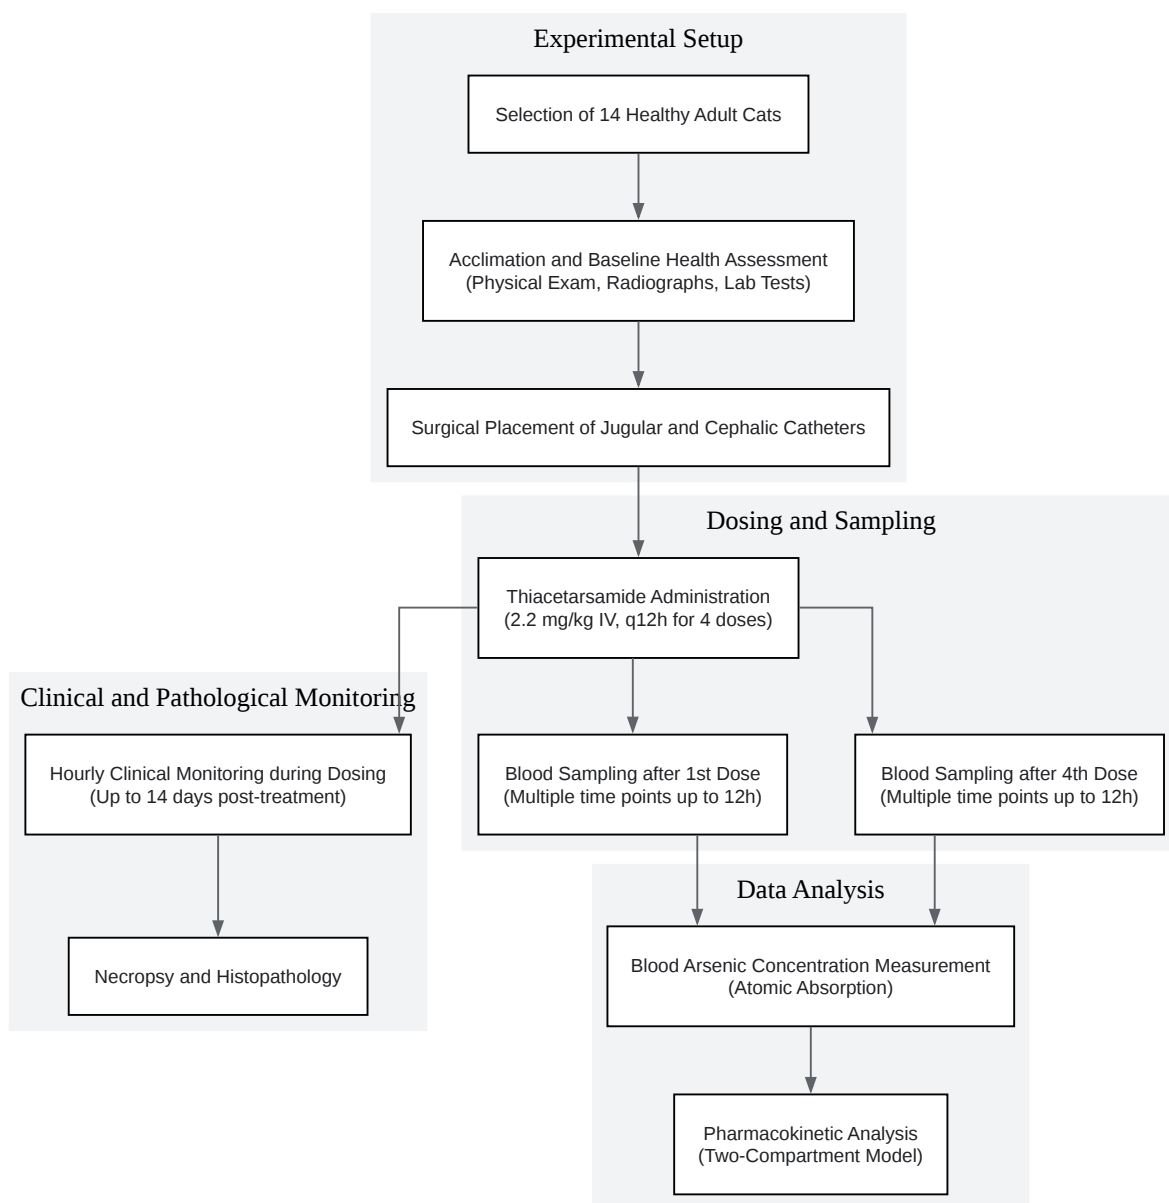 Experimental Setup
Selection of 14 Healthy Adult Cats
Acclimation and Baseline Health Assessment
(Physical Exam, Radiographs, Lab Tests)
Surgical Placement of Jugular and Cephalic Catheters
Dosing and Sampling
Thiacetarsamide Administration
(2.2 mg/kg IV, q12h for 4 doses)
Clinical and Pathological Monitoring
Hourly Clinical Monitoring during Dosing
(Up to 14 days post-treatment)
Blood Sampling after 1st Dose
(Multiple time points up to 12h)
Blood Sampling after 4th Dose
(Multiple time points up to 12h)
Necropsy and Histopathology
Data Analysis
Blood Arsenic Concentration Measurement
(Atomic Absorption)
Pharmacokinetic Analysis
(Two-Compartment Model)